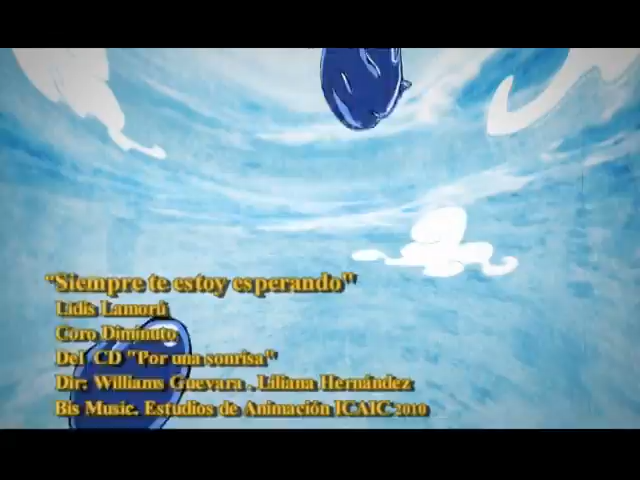 "Siempre te estoy esperando"
Lidis Lamorú
Coro Diminuto
Del CD "Por una sonrisa"
Dir: Williams Guevara . Liliana Hernández
Bis Music. Estudios de Animación ICAIC 2010